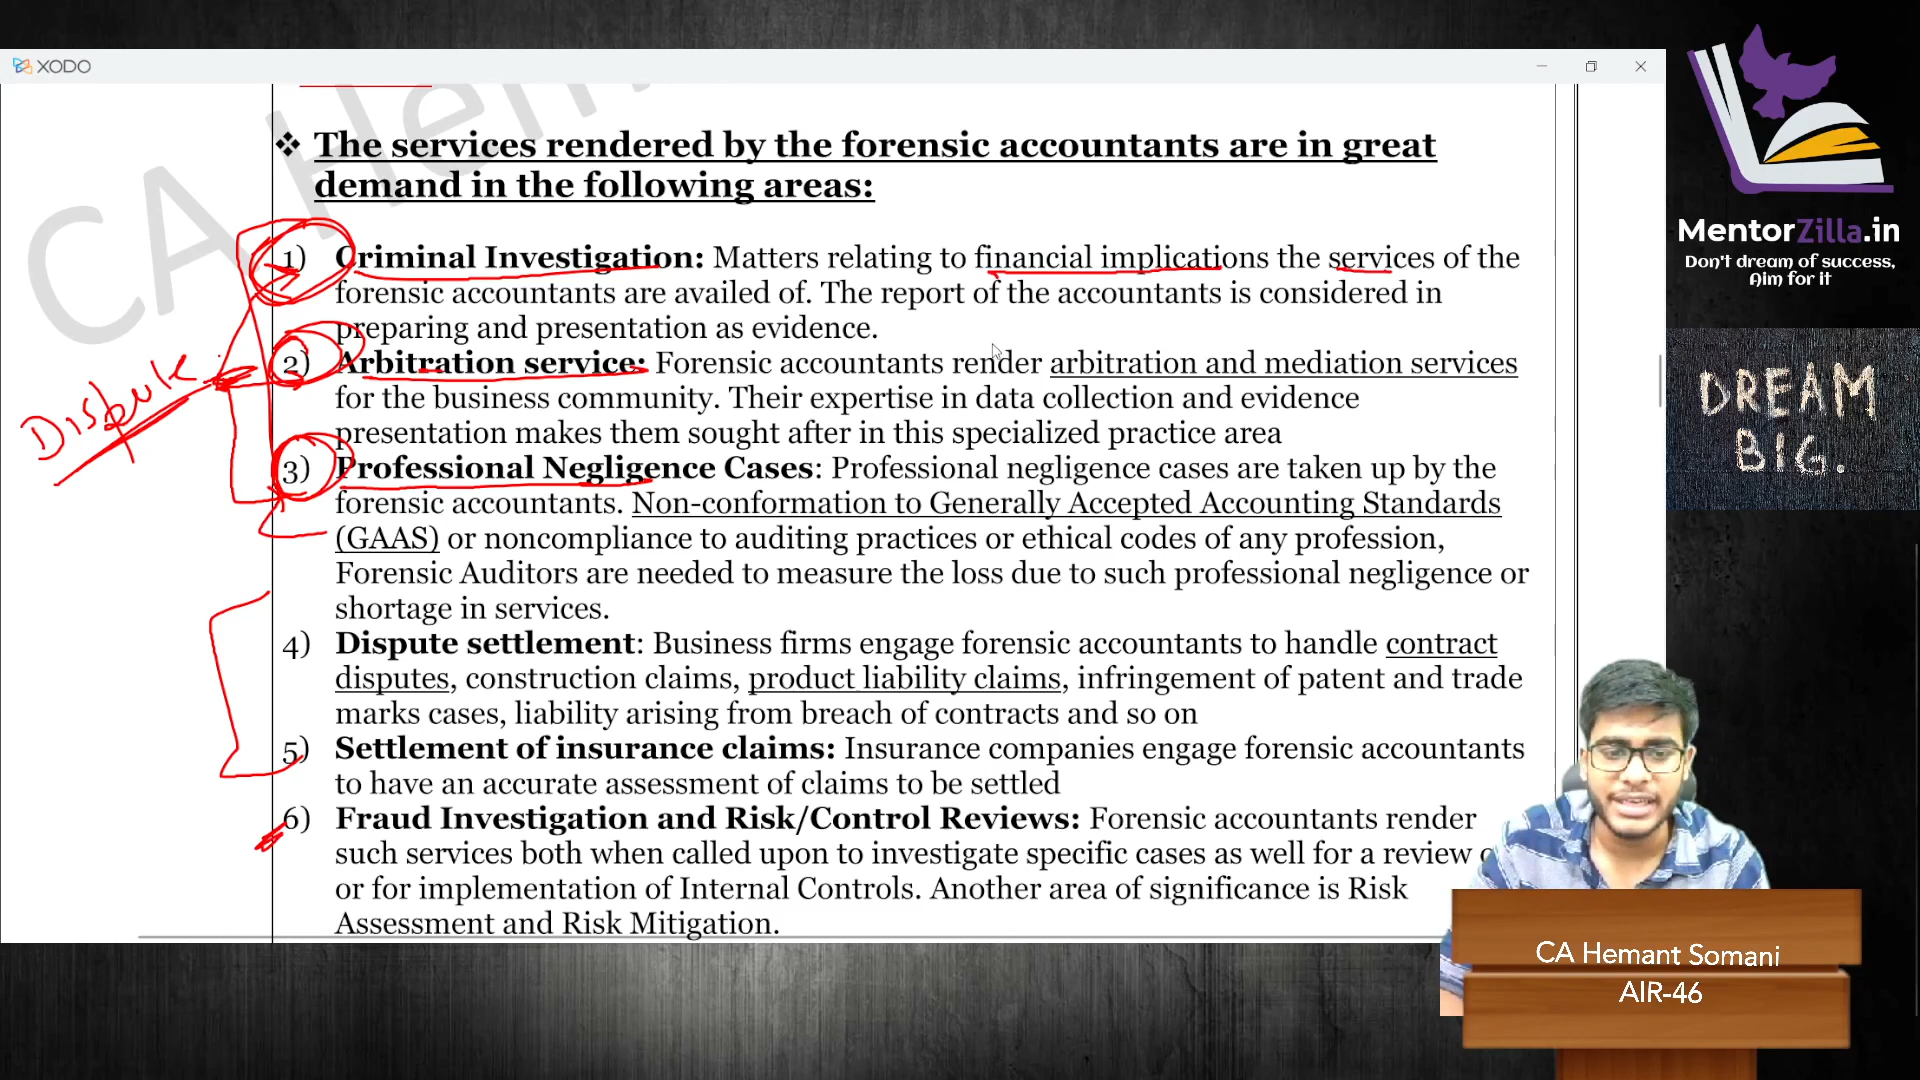 XODO
CA Hem
❖ The services rendered by the forensic accountants are in great
demand in the following areas:
1) Criminal Investigation: Matters relating to financial implications the services of the
forensic accountants are availed of. The report of the accountants is considered in
preparing and presentation as evidence.
2) Arbitration service: Forensic accountants render arbitration and mediation services
for the business community. Their expertise in data collection and evidence
presentation makes them sought after in this specialized practice area
3) Professional Negligence Cases: Professional negligence cases are taken up by the
forensic accountants. Non-conformation to Generally Accepted Accounting Standards
(GAAS) or noncompliance to auditing practices or ethical codes of any profession,
Forensic Auditors are needed to measure the loss due to such professional negligence or
shortage in services.
4) Dispute settlement: Business firms engage forensic accountants to handle contract
disputes, construction claims, product liability claims, infringement of patent and trade
marks cases, liability arising from breach of contracts and so on
5) Settlement of insurance claims: Insurance companies engage forensic accountants
to have an accurate assessment of claims to be settled
6) Fraud Investigation and Risk/Control Reviews: Forensic accountants render
such services both when called upon to investigate specific cases as well for a review
or for implementation of Internal Controls. Another area of significance is Risk
Assessment and Risk Mitigation.
Dispute
MentorZilla.in
Don't dream of success,
Aim for it
DREAM
BIG.
CA Hemant Somani
AIR-46